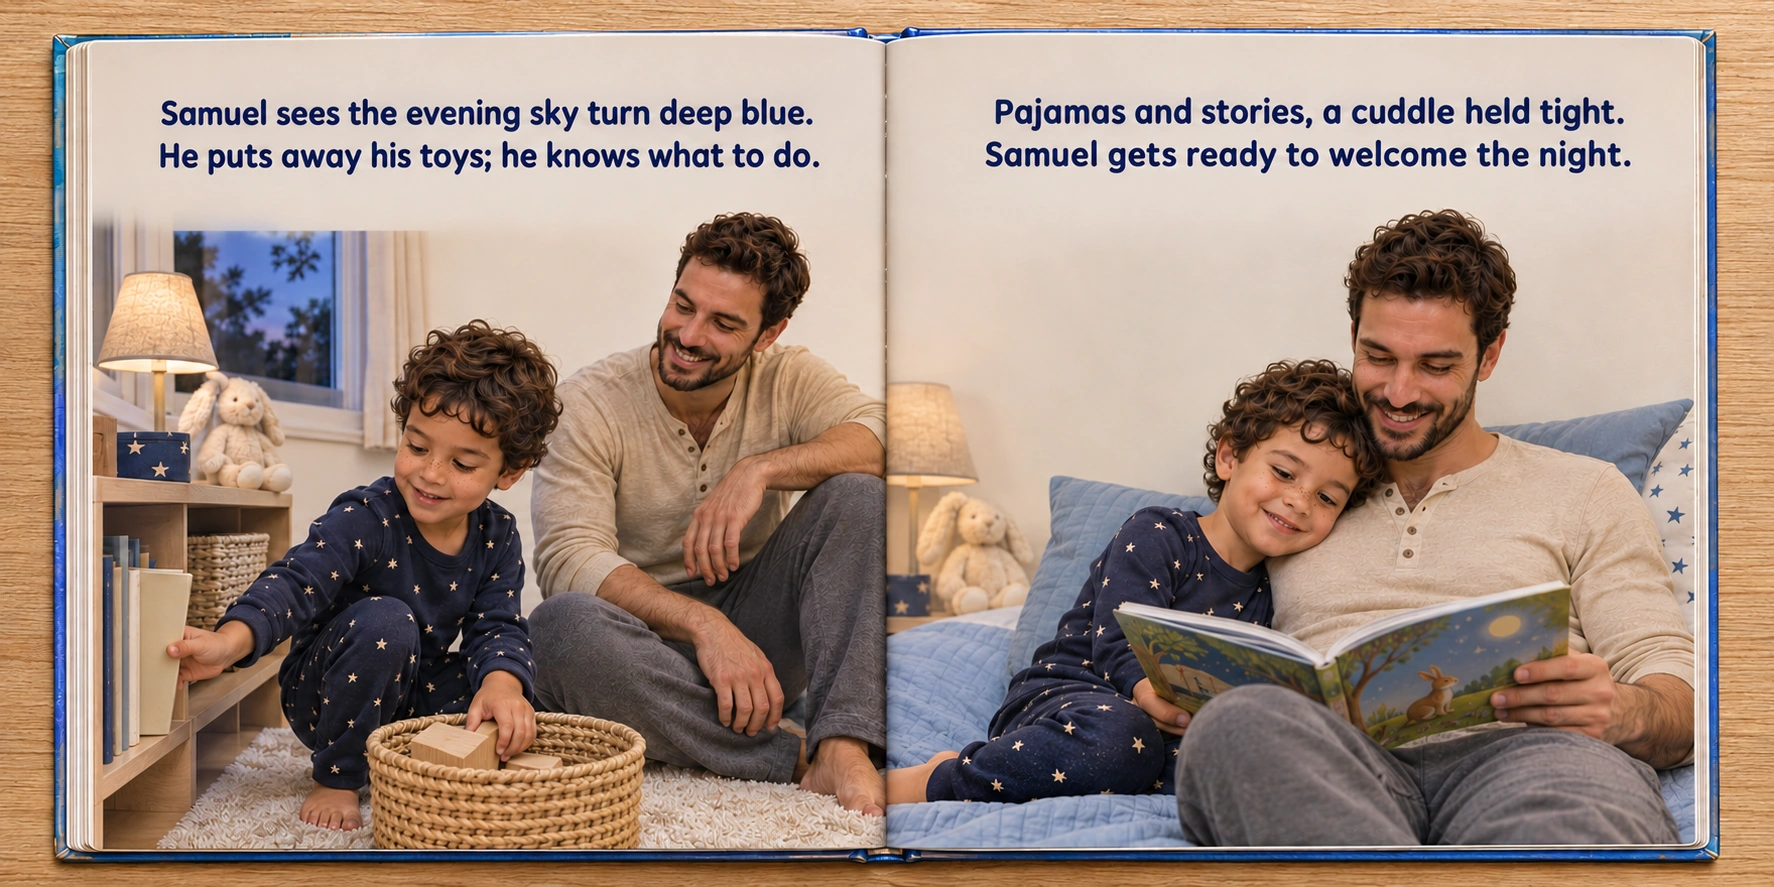 Samuel sees the evening sky turn deep blue.
He puts away his toys; he knows what to do.
Pajamas and stories, a cuddle held tight.
Samuel gets ready to welcome the night.